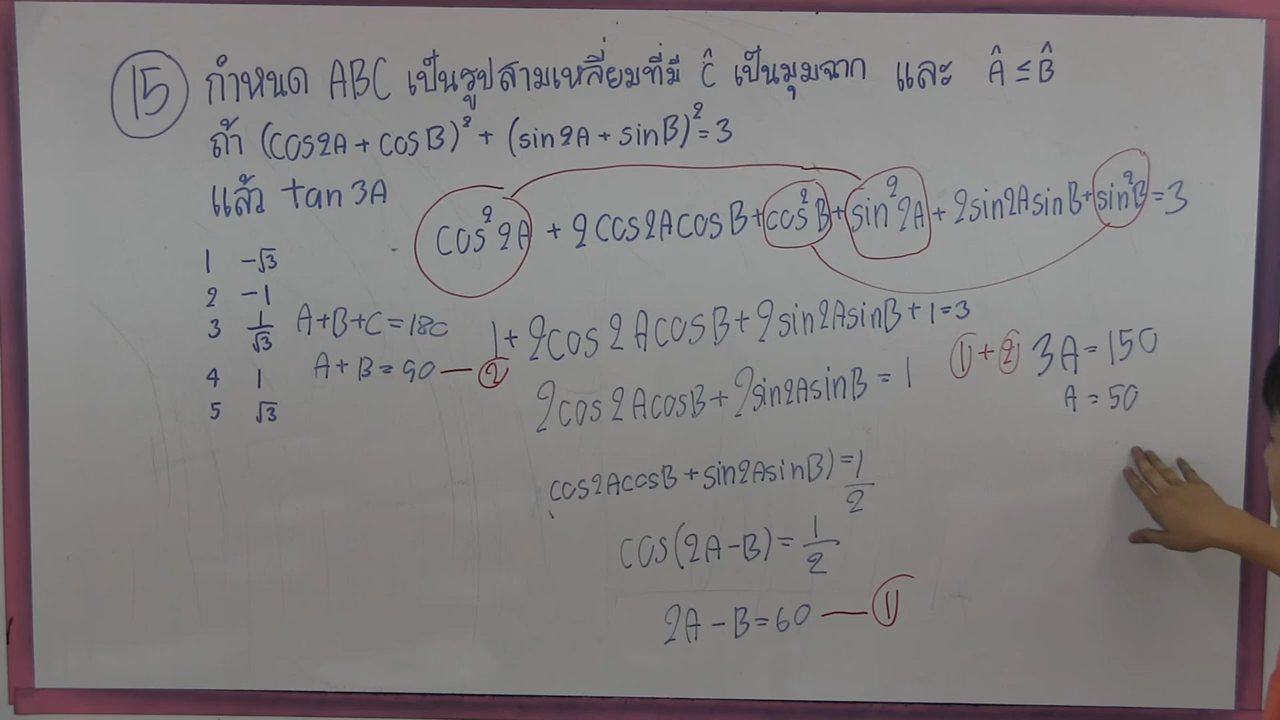 15 กำหนด ABC เป็นรูปสามเหลี่ยมที่มี Ĉ เป็นมุมฉาก และ Â ≤ B̂
ถ้า (cos2A + cosB)² + (sin2A + sinB)² = 3
แล้ว tan 3A
cos²2A + 2cos2AcosB + cos²B + sin²2A + 2sin2AsinB + sin²B = 3
1 -√3
2 -1
3 1/√3
4 1
5 √3
A+B+C = 180
A+B = 90 — ②
1 + 2cos2AcosB + 2sin2AsinB + 1 = 3
2cos2AcosB + 2sin2AsinB = 1
cos2AcosB + sin2AsinB) = 1/2
cos(2A-B) = 1/2
2A - B = 60 — ①
① + ② 3A = 150
A = 50